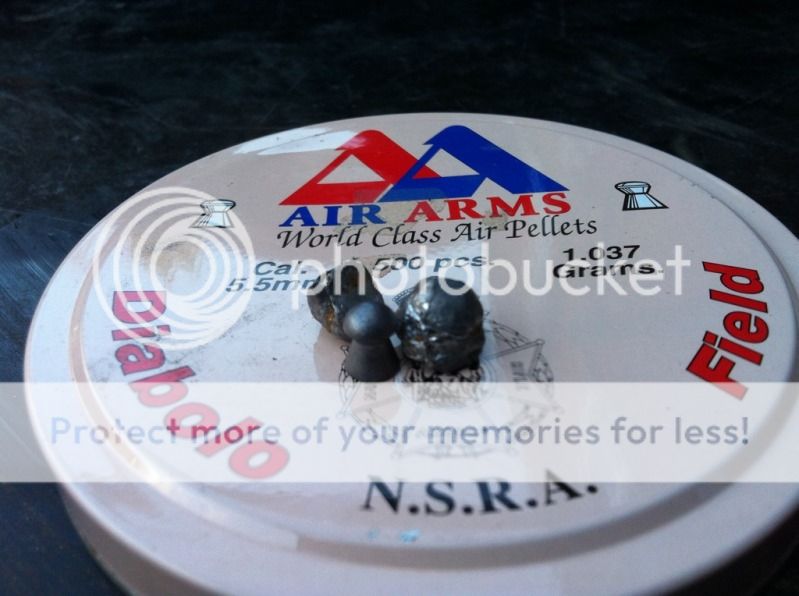 AIR ARMS
World Class Air Pellets
Cal. 500 pcs. 1.037
5.5mm Grams.
Diabolo
Field
photobucket
Protect more of your memories for less!
N.S.R.A.